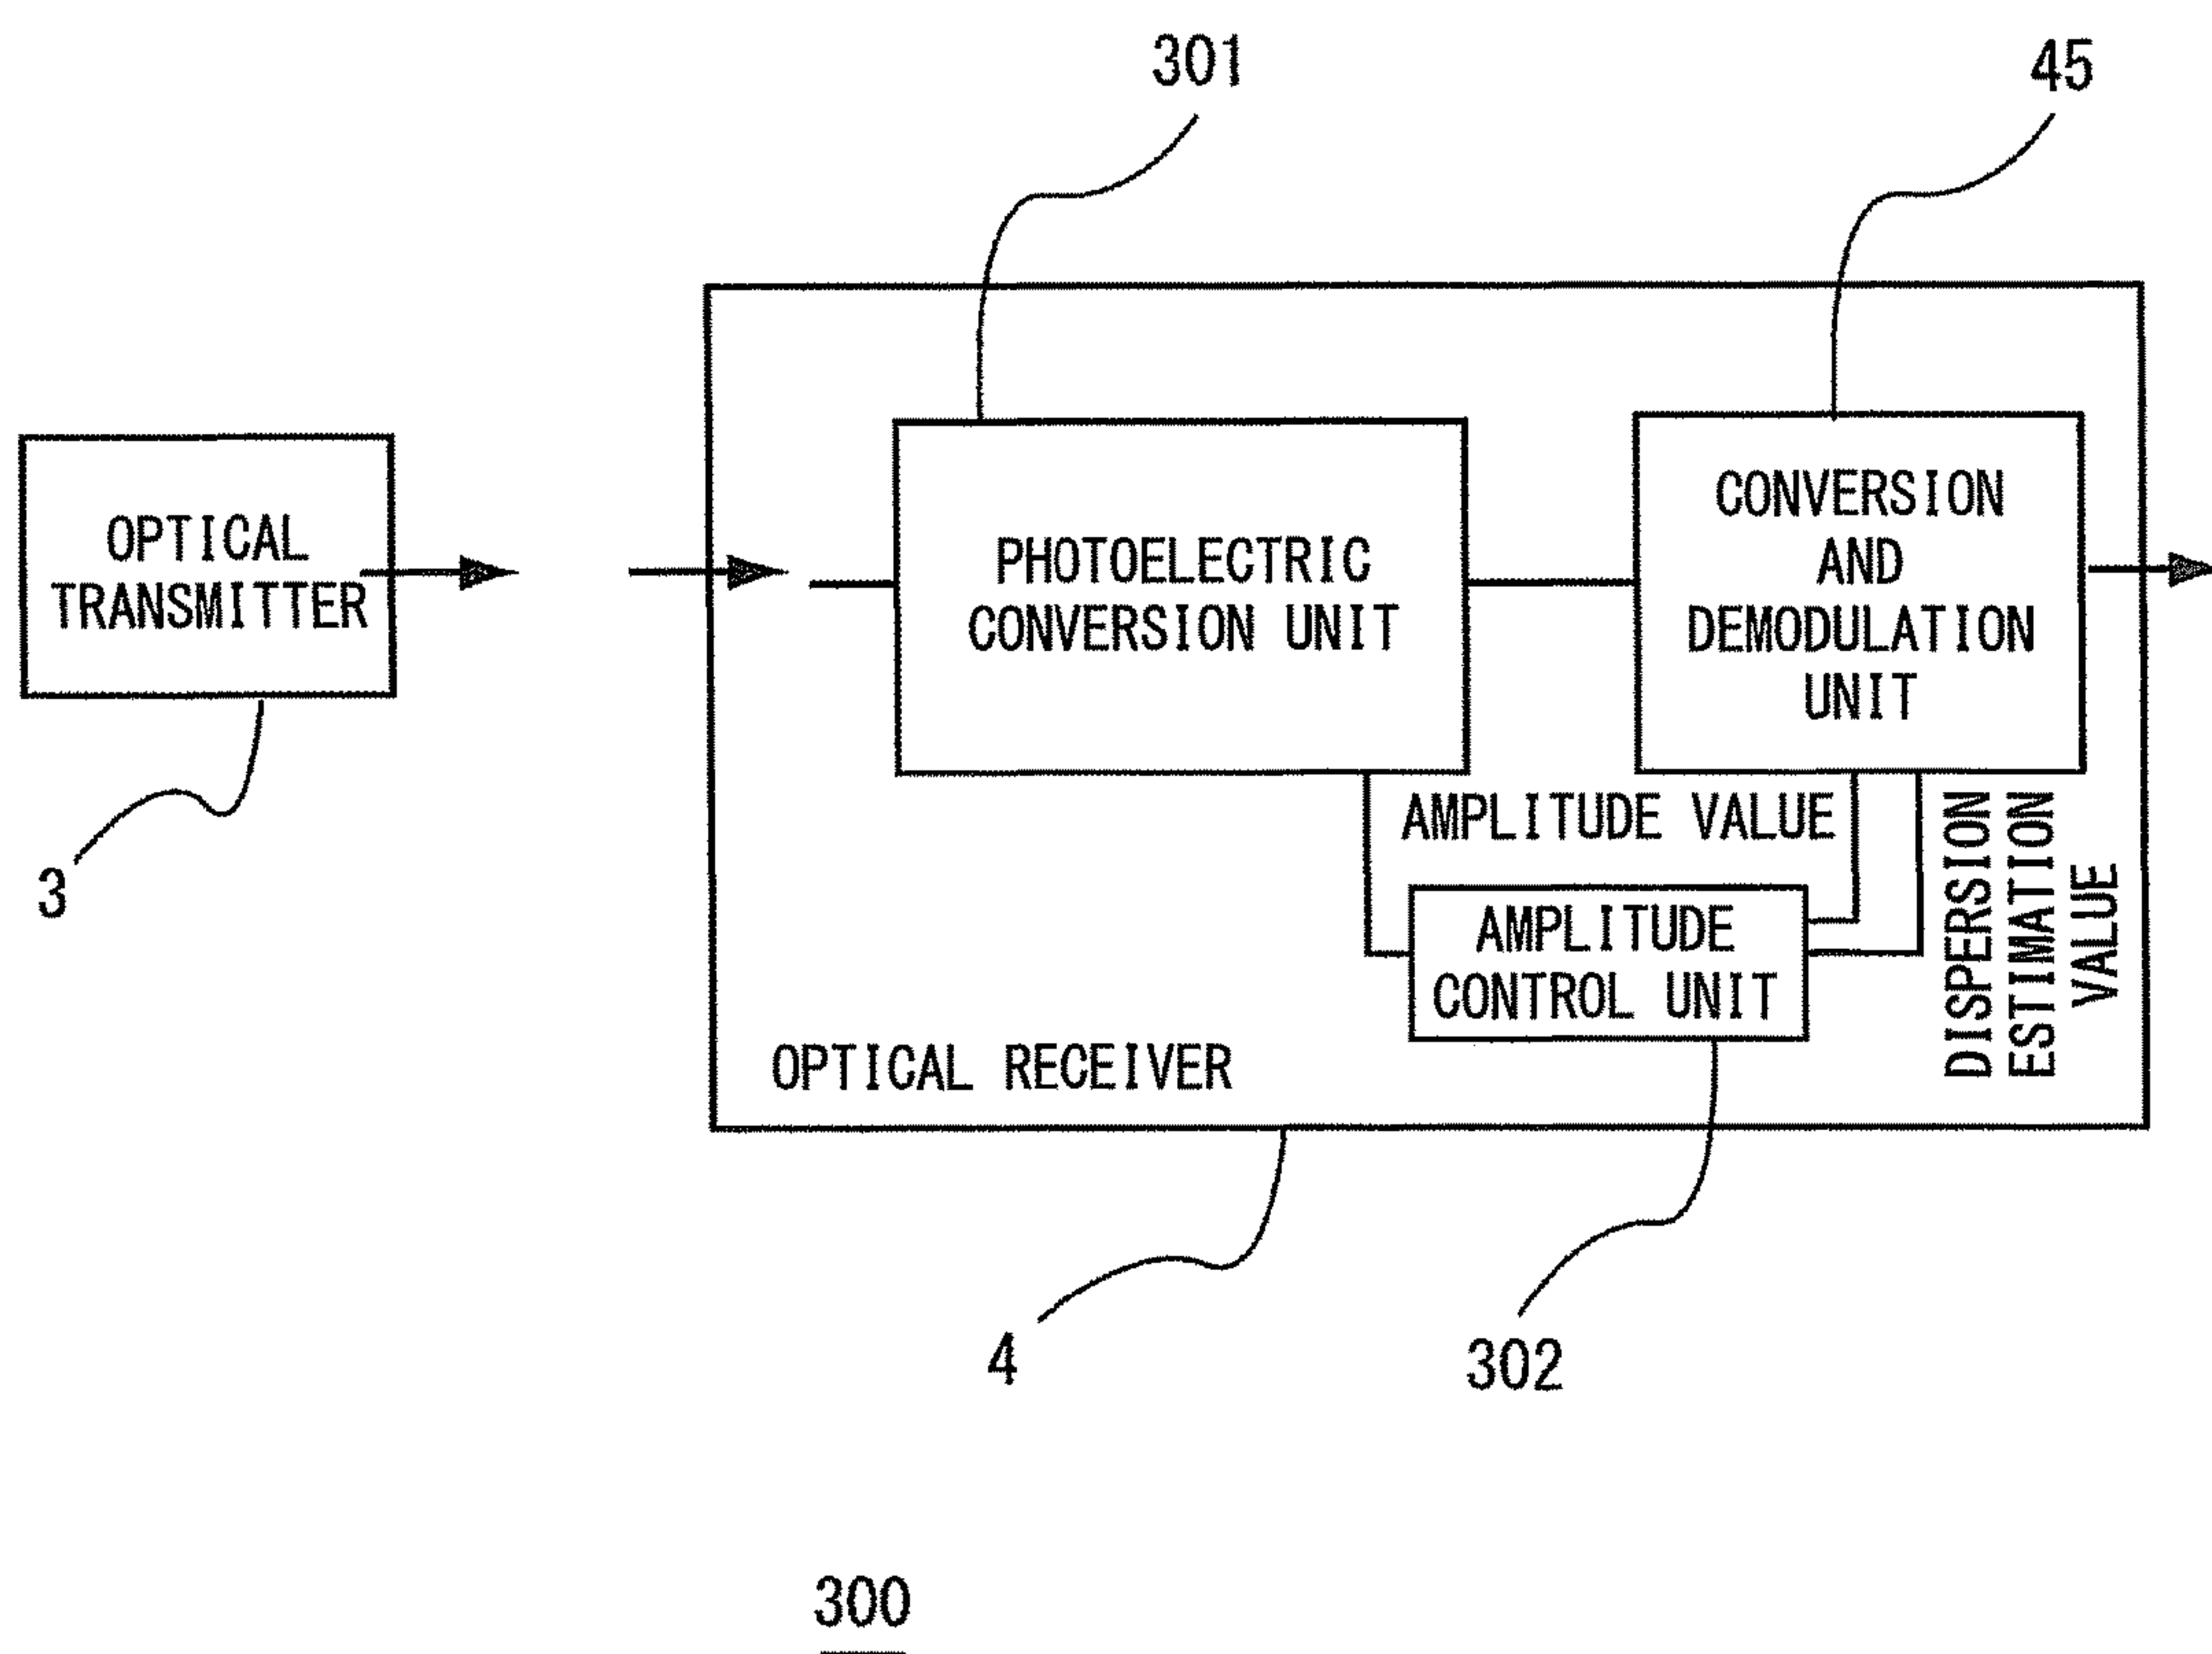 301
45
OPTICAL
TRANSMITTER
3
PHOTOELECTRIC
CONVERSION UNIT
CONVERSION
AND
DEMODULATION
UNIT
AMPLITUDE VALUE
DISPERSION
ESTIMATION
VALUE
AMPLITUDE
CONTROL UNIT
OPTICAL RECEIVER
4
302
300